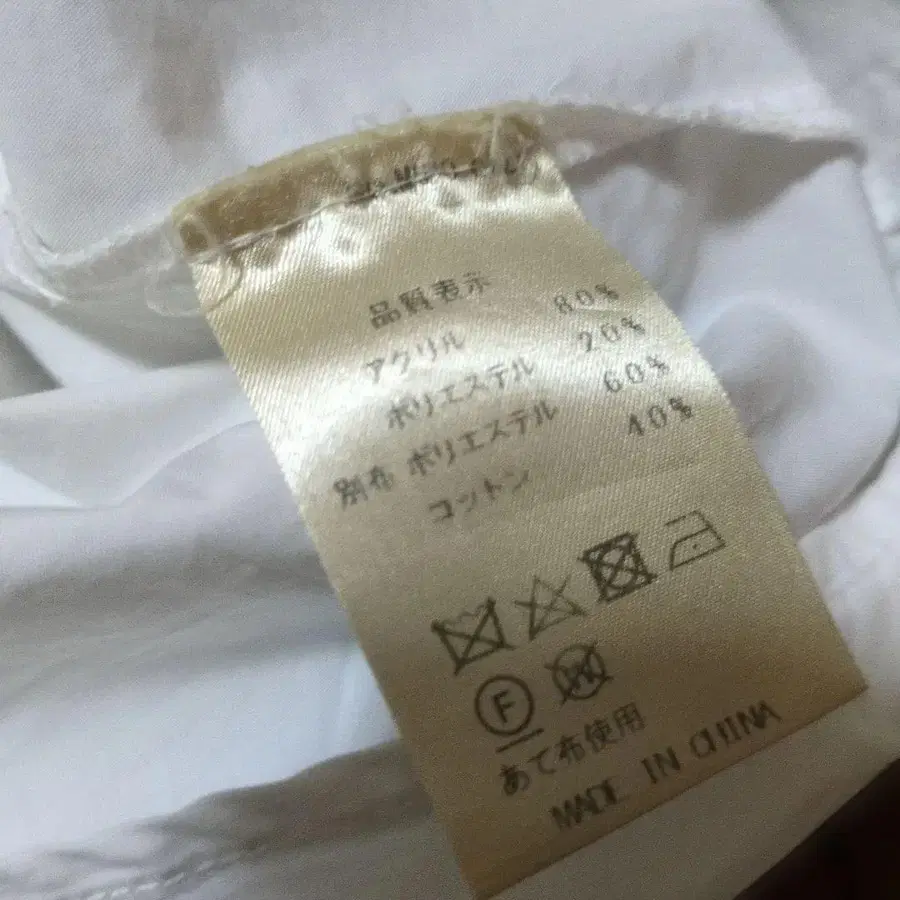 品質表示
アクリル 80%
ポリエステル 20%
別布 ポリエステル 60%
コットン 40%
F
W
あて布使用
MADE IN CHINA